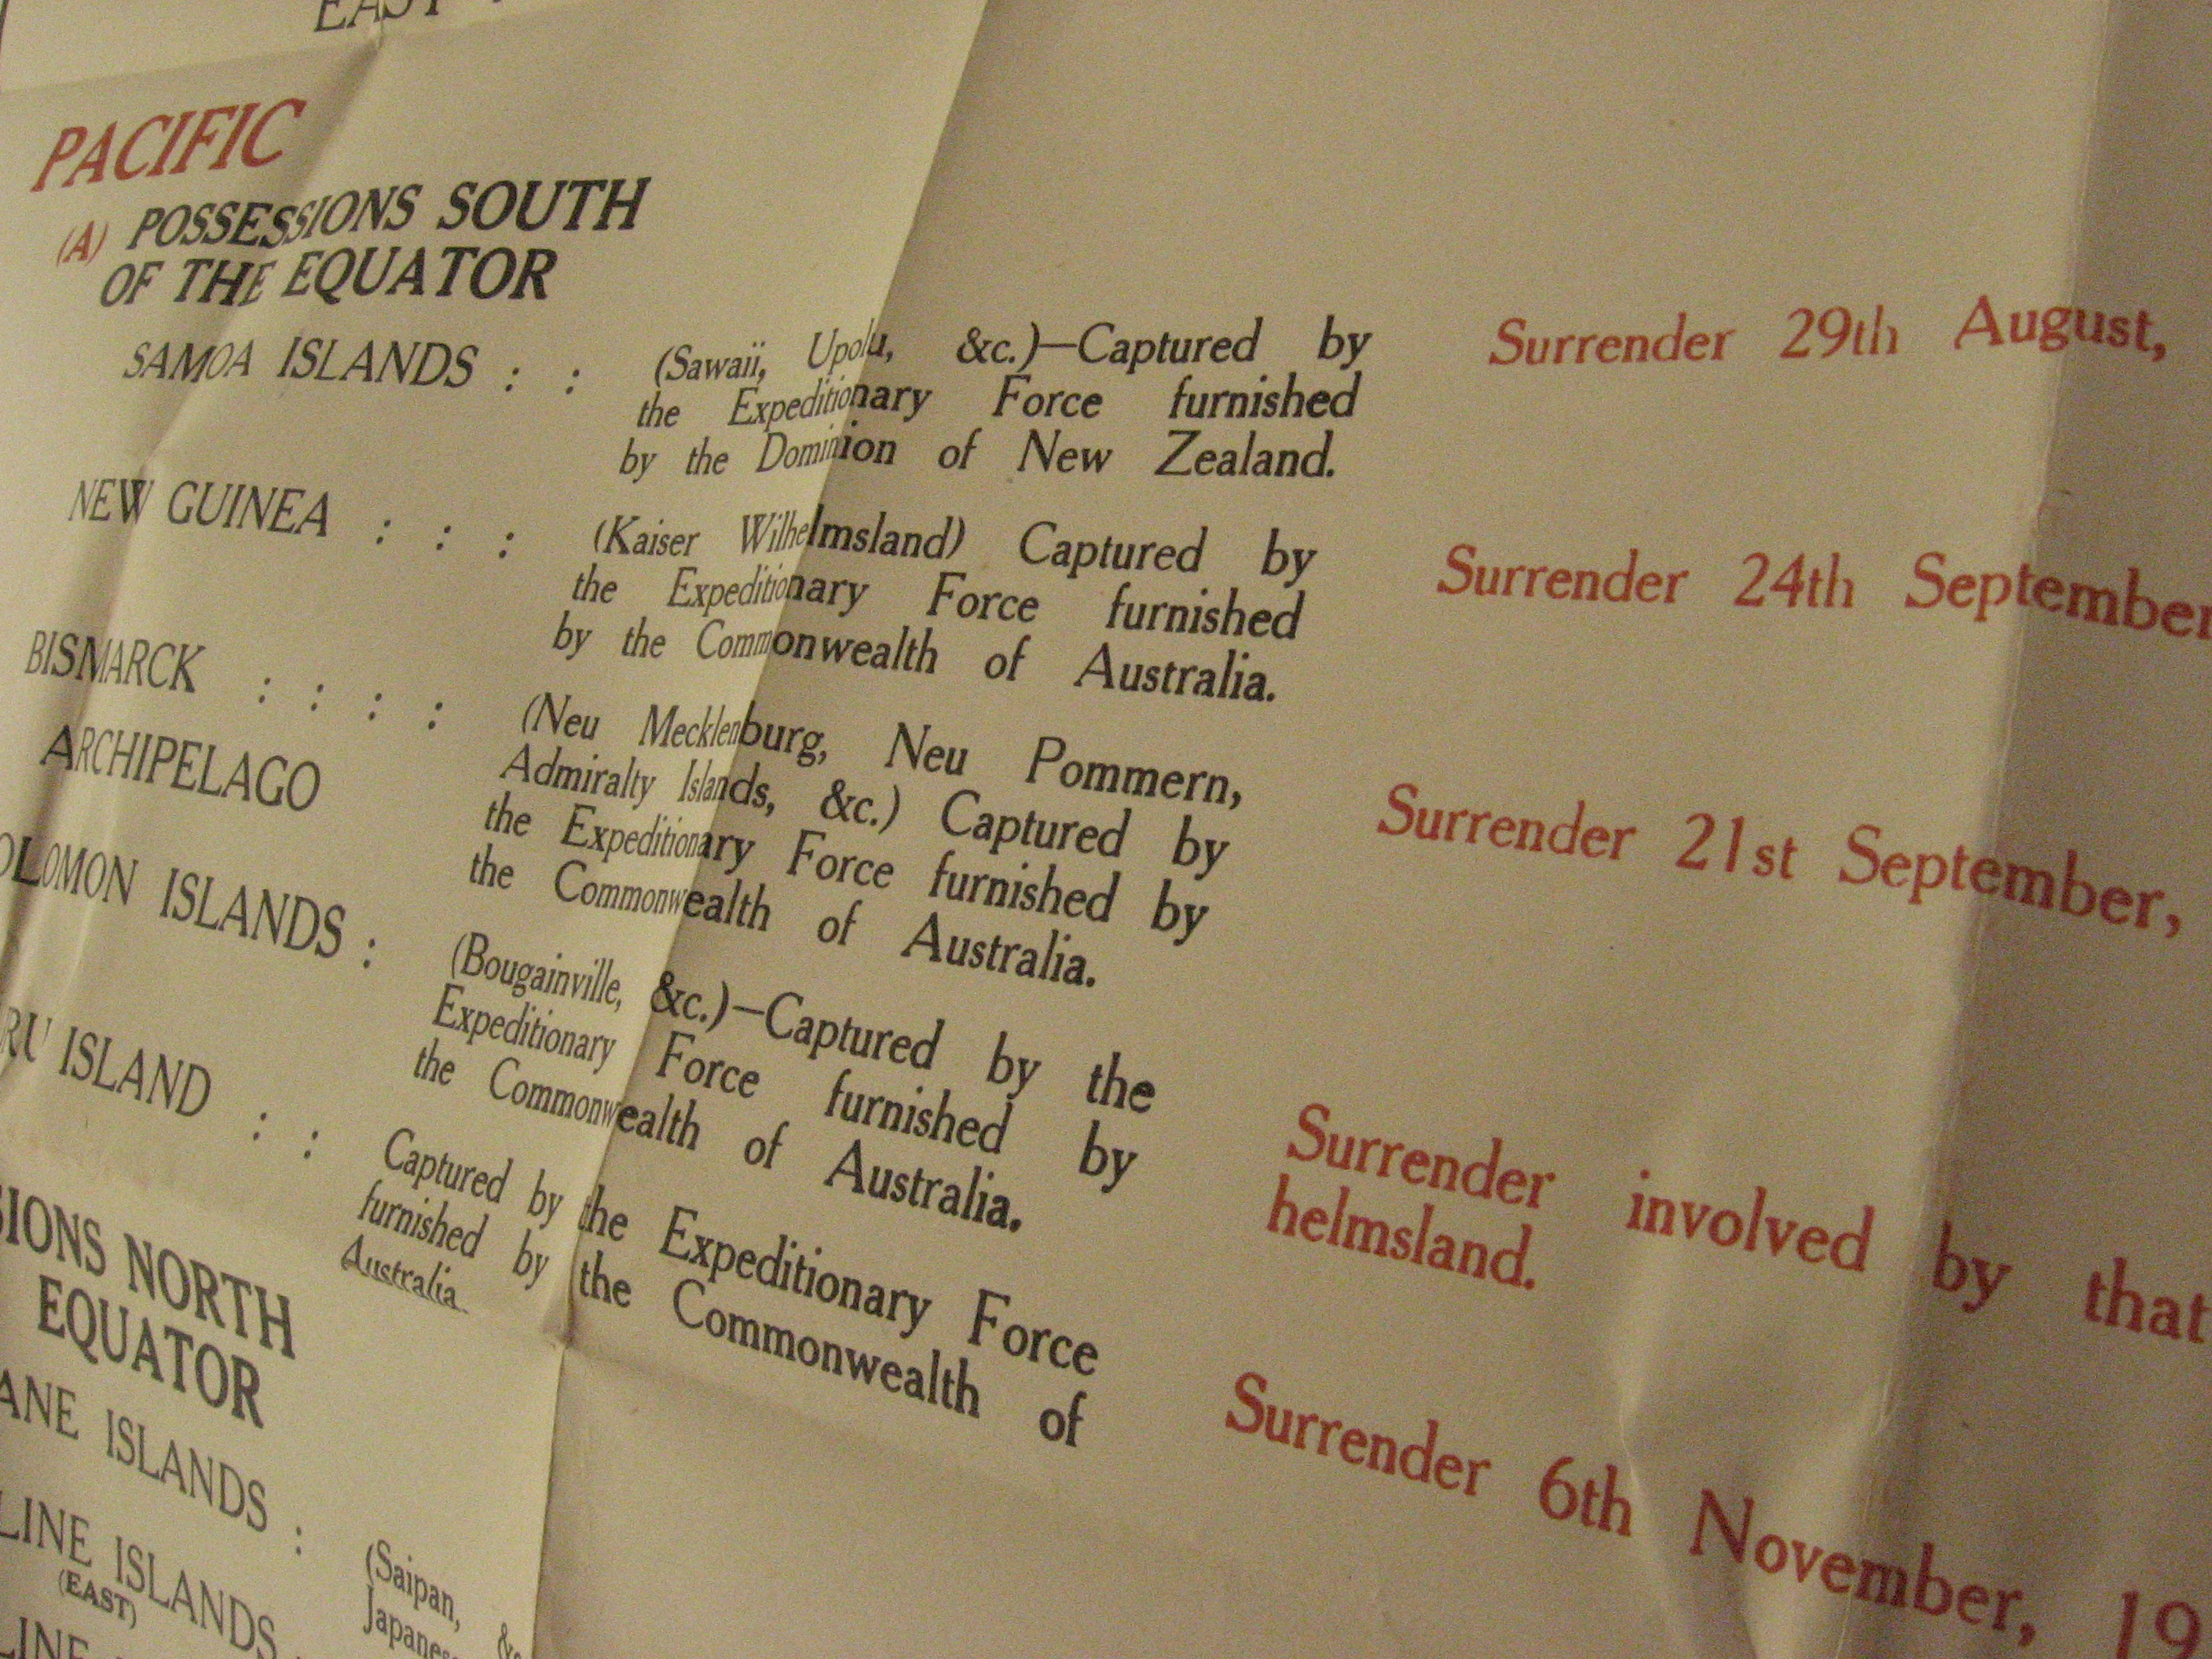 PACIFIC
(A) POSSESSIONS SOUTH
OF THE EQUATOR
SAMOA ISLANDS : :
(Sawaii, Upolu, &c.)—Captured by
the Expeditionary Force furnished
by the Dominion of New Zealand.
Surrender 29th August,
NEW GUINEA : : :
(Kaiser Wilhelmsland) Captured by
the Expeditionary Force furnished
by the Commonwealth of Australia.
Surrender 24th September
BISMARCK : : : :
ARCHIPELAGO
(Neu Mecklenburg, Neu Pommern,
Admiralty Islands, &c.) Captured by
the Expeditionary Force furnished by
the Commonwealth of Australia.
Surrender 21st September,
OLOMON ISLANDS :
(Bougainville, &c.)—Captured by the
Expeditionary Force furnished by
the Commonwealth of Australia.
Surrender involved by that
helmsland.
RU ISLAND : :
Captured by the Expeditionary Force
furnished by the Commonwealth of
Australia
Surrender 6th November, 19
SIONS NORTH
EQUATOR
ANE ISLANDS :
(Saipan, &c
Japanes
LINE ISLANDS
(EAST)
LINE